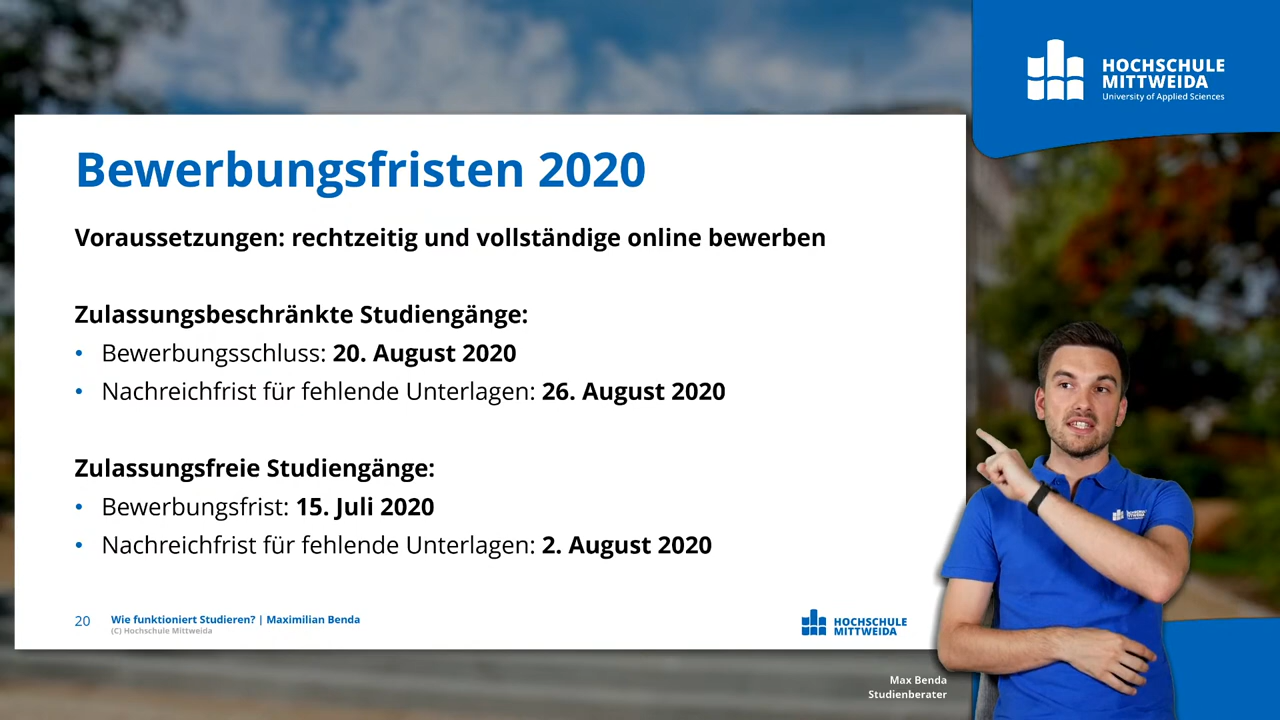 HOCHSCHULE
MITTWEIDA
University of Applied Sciences
Bewerbungsfristen 2020
Voraussetzungen: rechtzeitig und vollständige online bewerben
Zulassungsbeschränkte Studiengänge:
• Bewerbungsschluss: 20. August 2020
• Nachreichfrist für fehlende Unterlagen: 26. August 2020
Zulassungsfreie Studiengänge:
• Bewerbungsfrist: 15. Juli 2020
• Nachreichfrist für fehlende Unterlagen: 2. August 2020
20 Wie funktioniert Studieren? | Maximilian Benda
(C) Hochschule Mittweida
HOCHSCHULE
MITTWEIDA
Max Benda
Studienberater